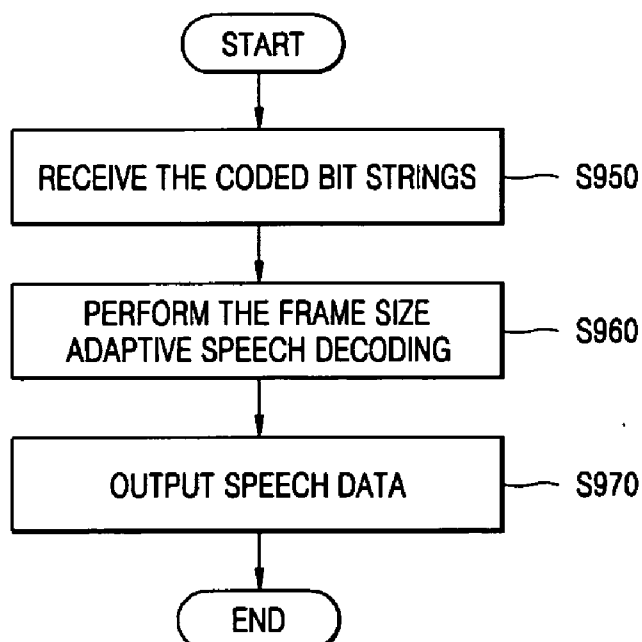 START
RECEIVE THE CODED BIT STRINGS
S950
PERFORM THE FRAME SIZE
ADAPTIVE SPEECH DECODING
S960
OUTPUT SPEECH DATA
S970
END